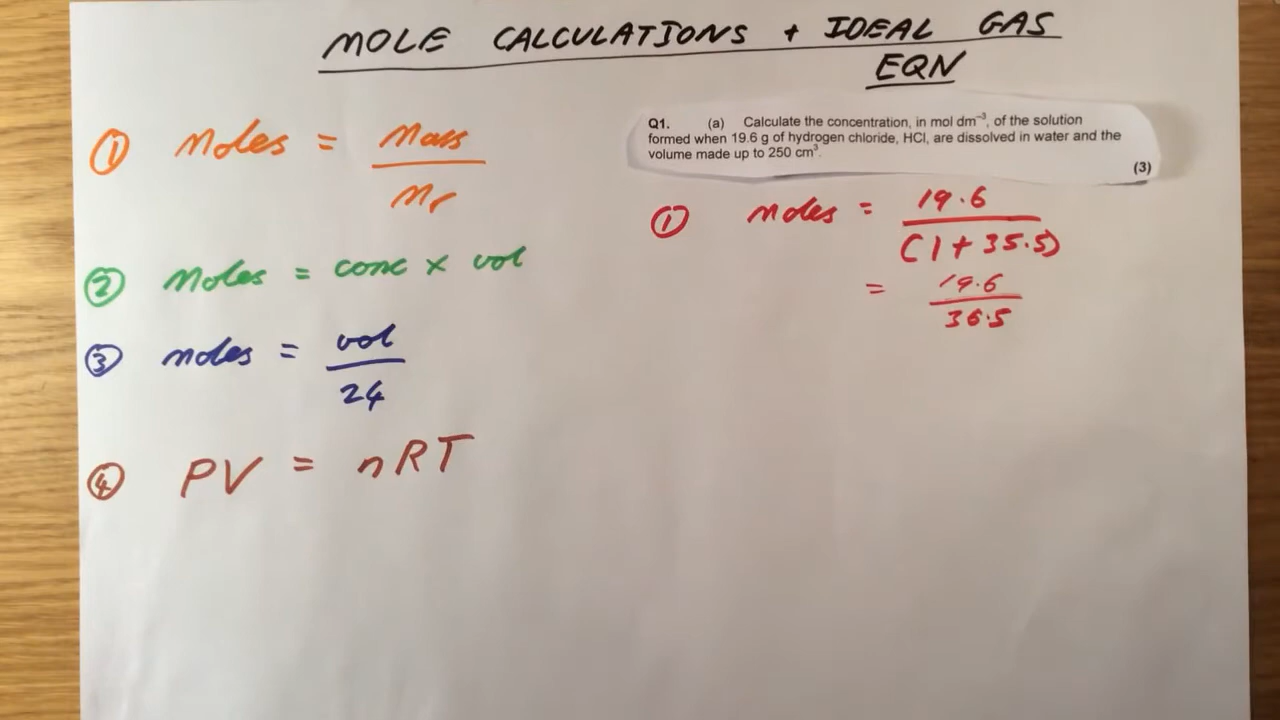 MOLE CALCULATIONS + IDEAL GAS
EQN
① Moles = Mass
Mr
② Moles = conc × vol
③ moles = vol
24
④ PV = nRT
Q1. (a) Calculate the concentration, in mol dm⁻³, of the solution
formed when 19.6 g of hydrogen chloride, HCl, are dissolved in water and the
volume made up to 250 cm³.
(3)
① moles = 19.6
(1 + 35.5)
= 19.6
36.5